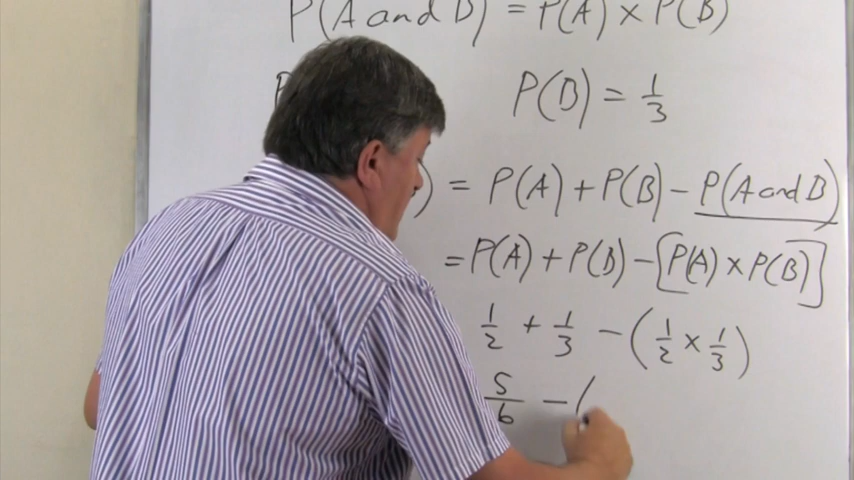 P(A and B) = P(A) × P(B)
P P(B) = 1/3
) = P(A) + P(B) - P(A and B)
= P(A) + P(B) - [P(A) × P(B)]
1/2 + 1/3 - (1/2 × 1/3)
5/6 - (